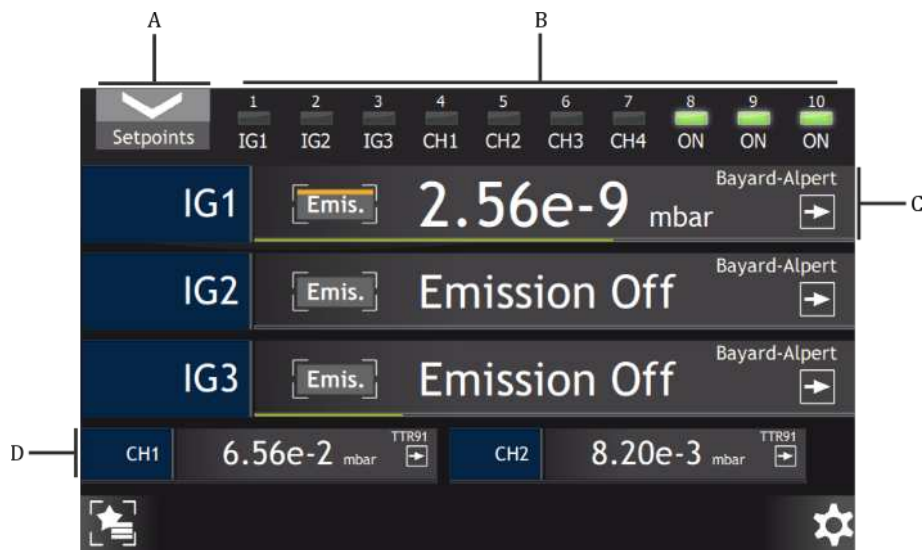 A B
1 2 3 4 5 6 7 8 9 10
Setpoints IG1 IG2 IG3 CH1 CH2 CH3 CH4 ON ON ON
Bayard-Alpert
IG1 Emis. 2.56e-9 mbar
C
Bayard-Alpert
IG2 Emis. Emission Off
Bayard-Alpert
IG3 Emis. Emission Off
TTR91 TTR91
D CH1 6.56e-2 mbar CH2 8.20e-3 mbar